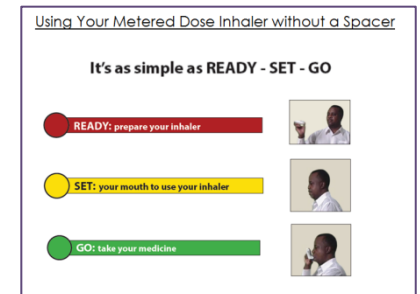 Using Your Metered Dose Inhaler without a Spacer
It's as simple as READY - SET - GO
READY: prepare your inhaler
SET: your mouth to use your inhaler
GO: take your medicine